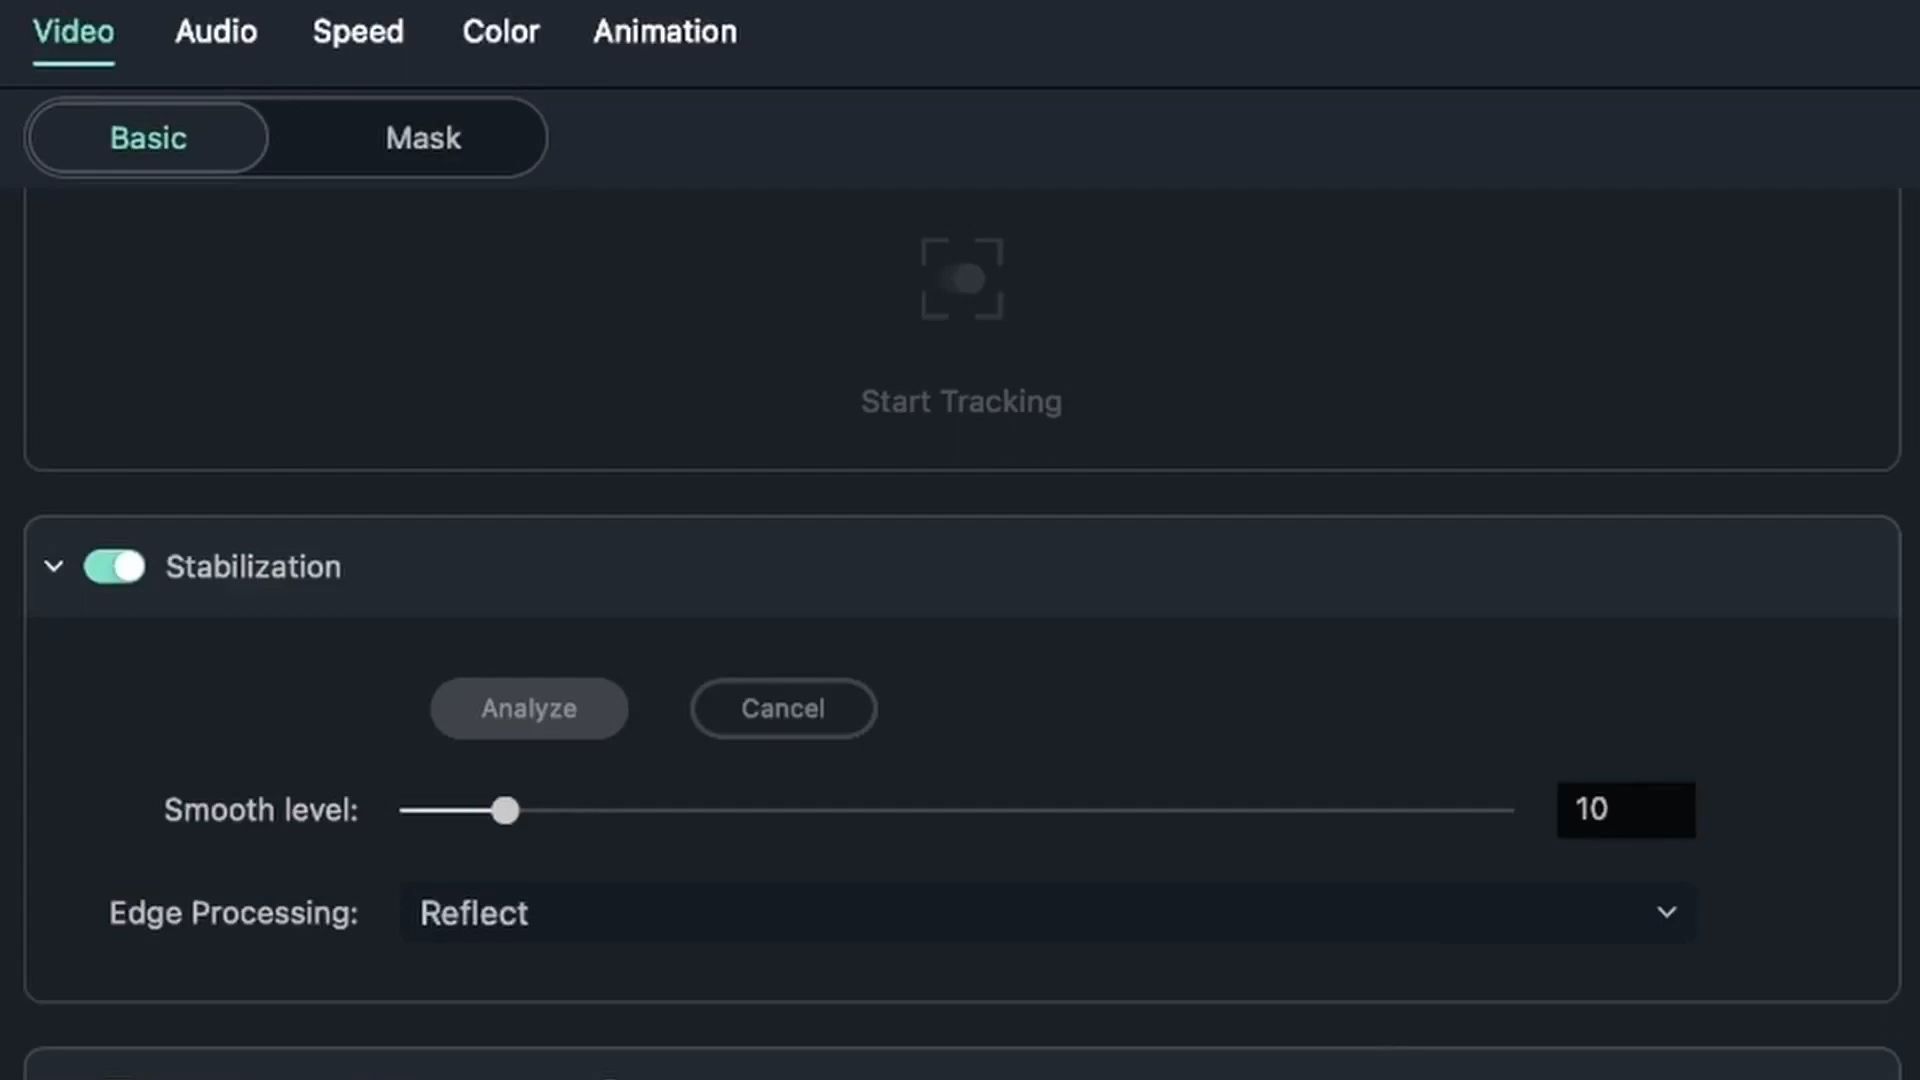 Video Audio Speed Color Animation
Basic Mask
Start Tracking
Stabilization
Analyze Cancel
Smooth level: 10
Edge Processing: Reflect